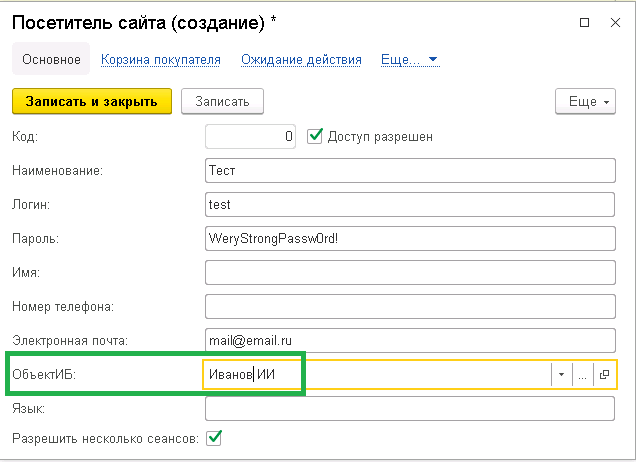 Посетитель сайта (создание) *
Основное Корзина покупателя Ожидание действия Еще...
Записать и закрыть Записать Еще
Код: 0 Доступ разрешен
Наименование: Тест
Логин: test
Пароль: WeryStrongPassw0rd!
Имя:
Номер телефона:
Электронная почта: mail@email.ru
ОбъектИБ: Иванов ИИ ...
Язык:
Разрешить несколько сеансов: